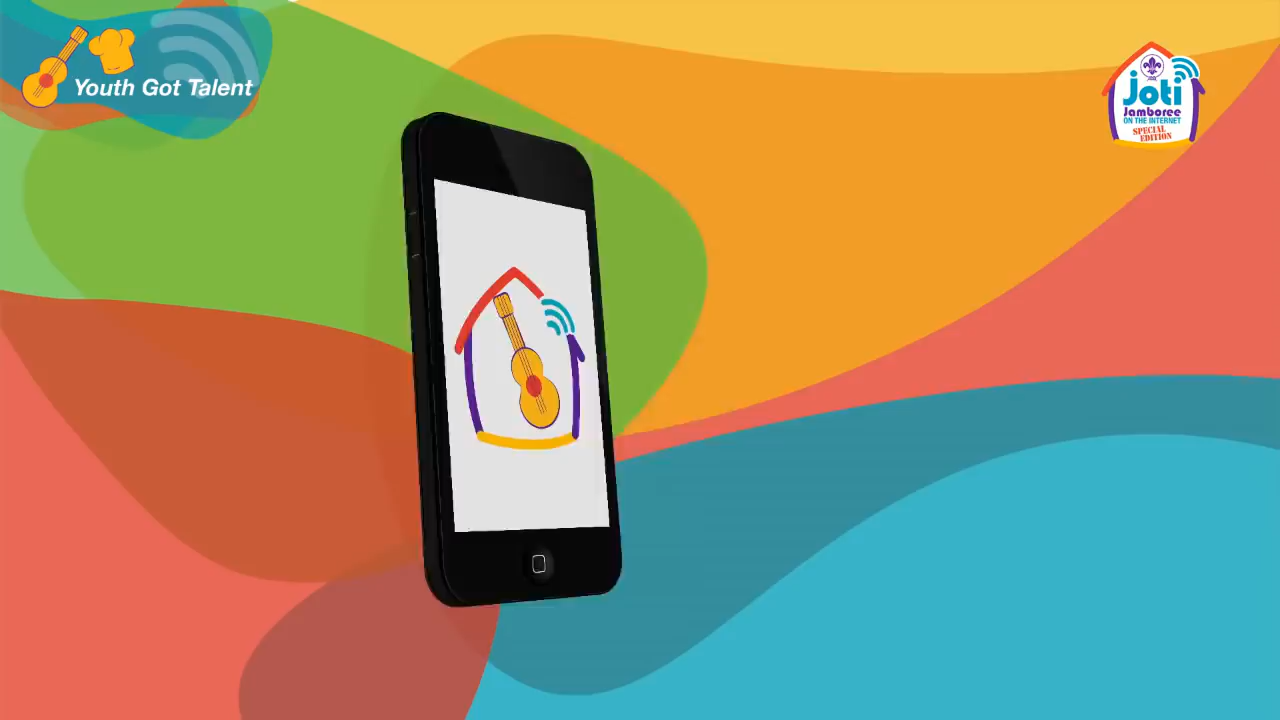 Youth Got Talent
joti
Jamboree
ON THE INTERNET
SPECIAL
EDITION